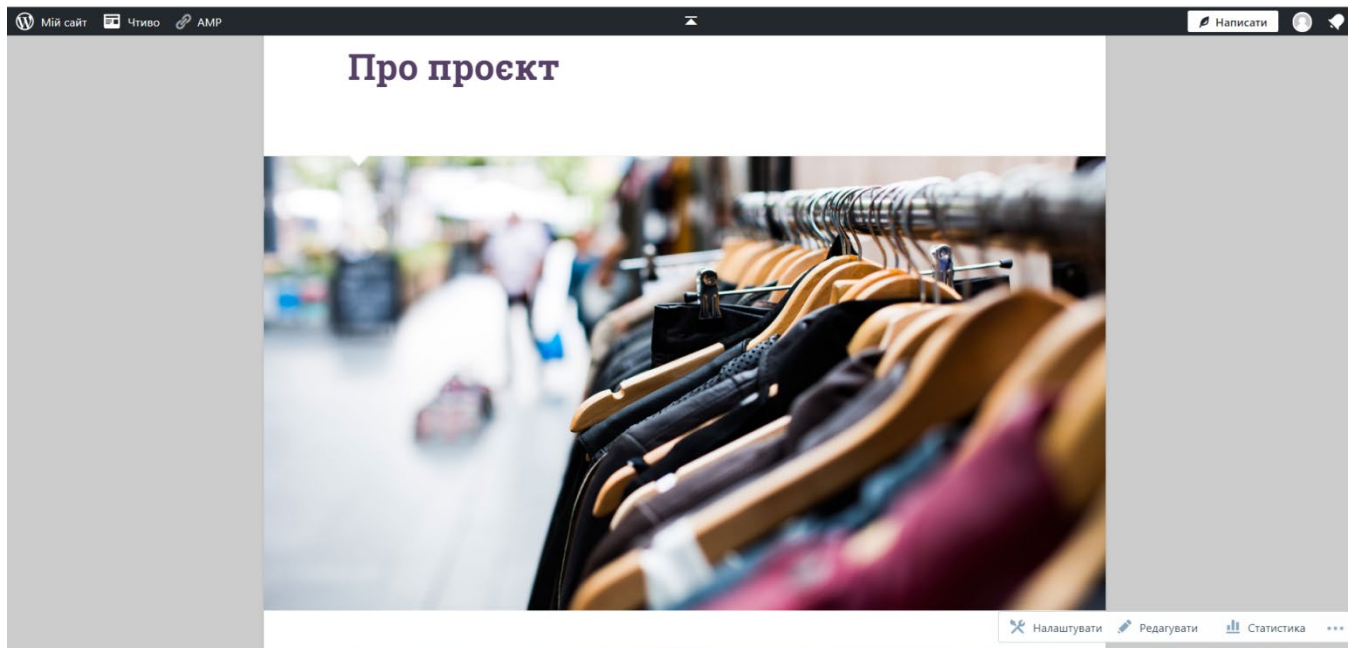 Мій сайт Чтиво AMP Написати
Про проєкт
Налаштувати Редагувати Статистика